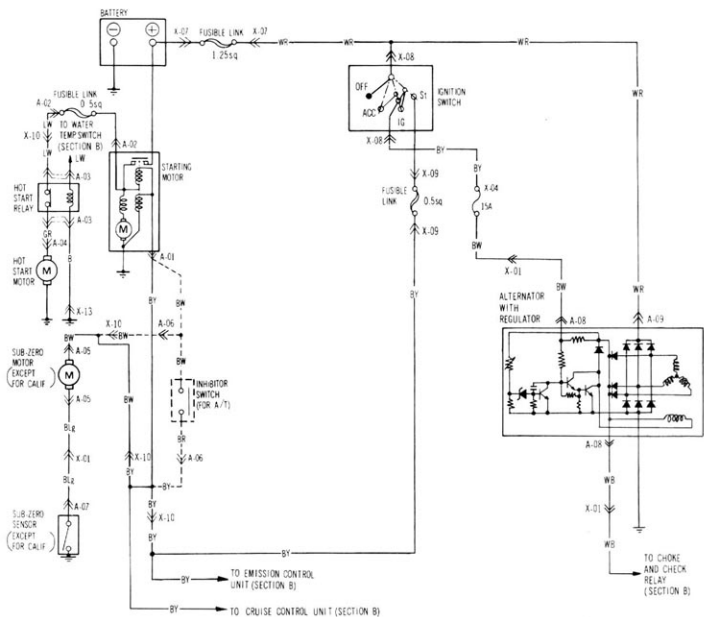 BATTERY
X-07
FUSIBLE LINK
X-07
1.25sq
WR
WR
WR
X-08
FUSIBLE LINK
0.5sq
A-02
LW
TO WATER
TEMP SWITCH
(SECTION B)
X-10
LW
LW
A-02
OFF
ACC
IG
St
IGNITION
SWITCH
X-08
WR
BY
STARTING
MOTOR
M
A-03
HOT
START
RELAY
A-03
GR
A-04
B
HOT
START
MOTOR
M
A-01
X-09
FUSIBLE
LINK
0.5sq
X-09
BY
X-04
15A
BW
X-01
BW
WR
ALTERNATOR
WITH
REGULATOR
A-08
A-09
X-13
BY
BW
X-10
BW
A-06
BW
A-05
SUB-ZERO
MOTOR
(EXCEPT
FOR CALIF)
M
A-05
BW
BW
INHIBITOR
SWITCH
(FOR A/T)
BLg
BR
X-01
X-10
A-06
BLg
BY
BY
A-07
SUB-ZERO
SENSOR
(EXCEPT
FOR CALIF)
BY
X-10
BY
BY
BY
A-08
WB
X-01
WB
BY
TO EMISSION CONTROL
UNIT (SECTION B)
BY
TO CRUISE CONTROL UNIT (SECTION B)
TO CHOKE
AND CHECK
RELAY
(SECTION B)